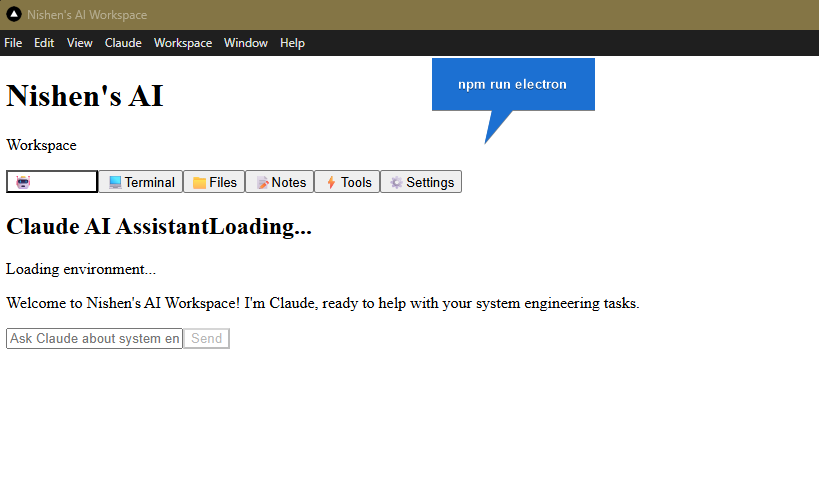 Nishen's AI Workspace
File Edit View Claude Workspace Window Help
npm run electron
Nishen's AI
Workspace
Terminal Files Notes Tools Settings
Claude AI AssistantLoading...
Loading environment...
Welcome to Nishen's AI Workspace! I'm Claude, ready to help with your system engineering tasks.
Ask Claude about system en Send